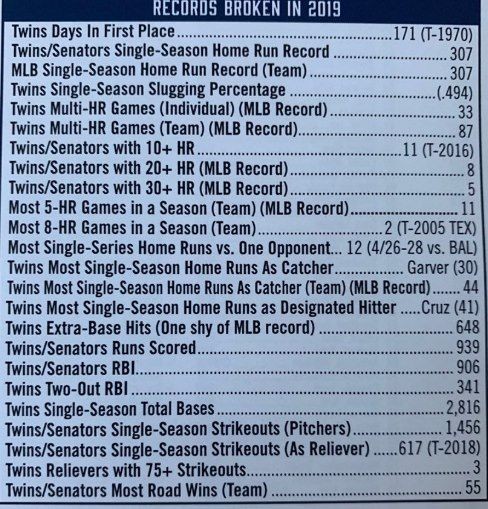 RECORDS BROKEN IN 2019
Twins Days In First Place 171 (T-1970)
Twins/Senators Single-Season Home Run Record 307
MLB Single-Season Home Run Record (Team) 307
Twins Single-Season Slugging Percentage (.494)
Twins Multi-HR Games (Individual) (MLB Record) 33
Twins Multi-HR Games (Team) (MLB Record) 87
Twins/Senators with 10+ HR 11 (T-2016)
Twins/Senators with 20+ HR (MLB Record) 8
Twins/Senators with 30+ HR (MLB Record) 5
Most 5-HR Games in a Season (Team) (MLB Record) 11
Most 8-HR Games in a Season (Team) 2 (T-2005 TEX)
Most Single-Series Home Runs vs. One Opponent... 12 (4/26-28 vs. BAL)
Twins Most Single-Season Home Runs As Catcher Garver (30)
Twins Most Single-Season Home Runs As Catcher (Team) (MLB Record) 44
Twins Most Single-Season Home Runs as Designated Hitter Cruz (41)
Twins Extra-Base Hits (One shy of MLB record) 648
Twins/Senators Runs Scored 939
Twins/Senators RBI 906
Twins Two-Out RBI 341
Twins Single-Season Total Bases 2,816
Twins/Senators Single-Season Strikeouts (Pitchers) 1,456
Twins/Senators Single-Season Strikeouts (As Reliever) 617 (T-2018)
Twins Relievers with 75+ Strikeouts 3
Twins/Senators Most Road Wins (Team) 55